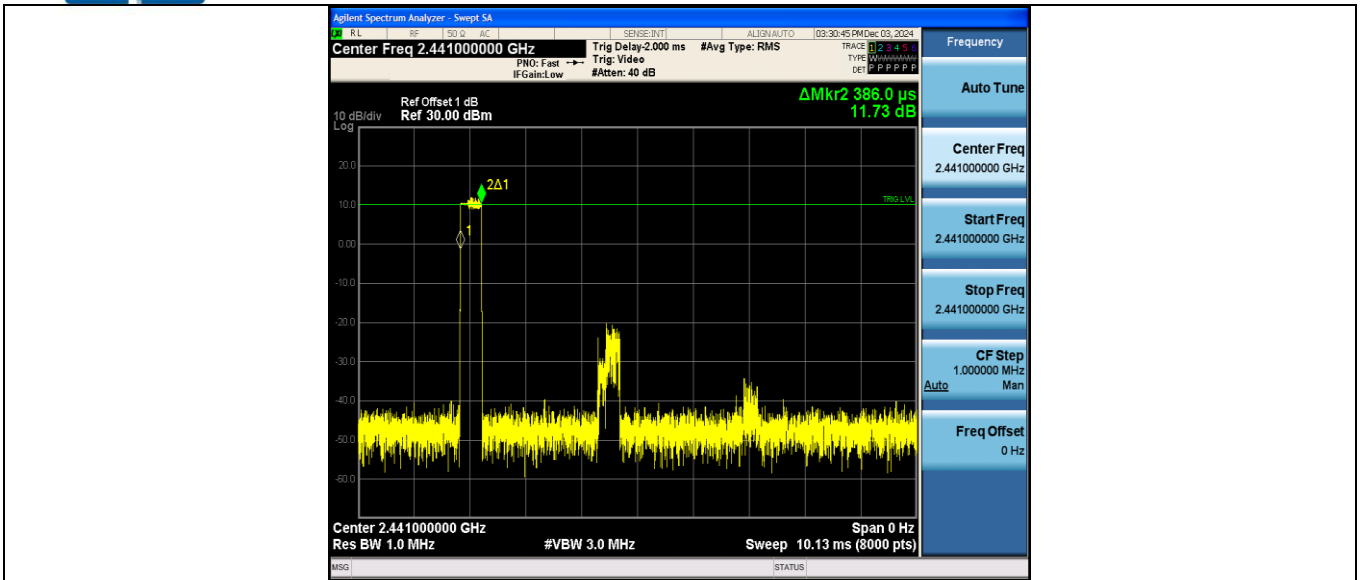 Agilent Spectrum Analyzer - Swept SA
RL RF 50 Ω AC SENSE:INT ALIGNAUTO 03:30:45 PM Dec 03, 2024
Center Freq 2.441000000 GHz
PNO: Fast
IFGain:Low
Trig Delay-2.000 ms
Trig: Video
#Atten: 40 dB
#Avg Type: RMS
TRACE 1 2 3 4 5 6
TYPE W
DET P P P P P P
Frequency
ΔMkr2 386.0 µs
11.73 dB
Ref Offset 1 dB
10 dB/div Ref 30.00 dBm
Log
20.0
10.0
0.00
-10.0
-20.0
-30.0
-40.0
-50.0
-60.0
2Δ1
1
TRIG LVL
Center 2.441000000 GHz Span 0 Hz
Res BW 1.0 MHz #VBW 3.0 MHz Sweep 10.13 ms (8000 pts)
MSG STATUS
Auto Tune
Center Freq
2.441000000 GHz
Start Freq
2.441000000 GHz
Stop Freq
2.441000000 GHz
CF Step
1.000000 MHz
Auto Man
Freq Offset
0 Hz